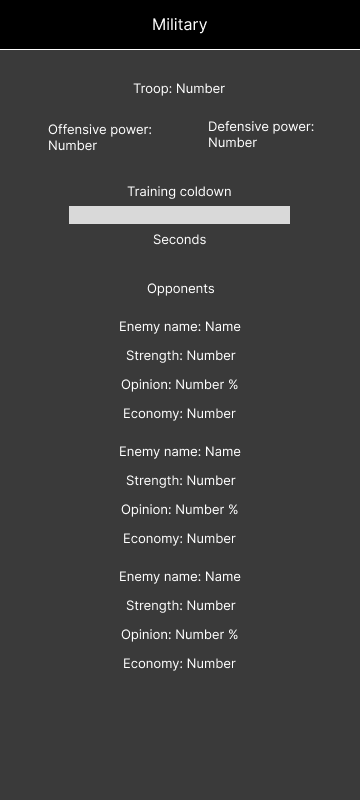 Military
Troop: Number
Offensive power:
Number
Defensive power:
Number
Training coldown
Seconds
Opponents
Enemy name: Name
Strength: Number
Opinion: Number %
Economy: Number
Enemy name: Name
Strength: Number
Opinion: Number %
Economy: Number
Enemy name: Name
Strength: Number
Opinion: Number %
Economy: Number